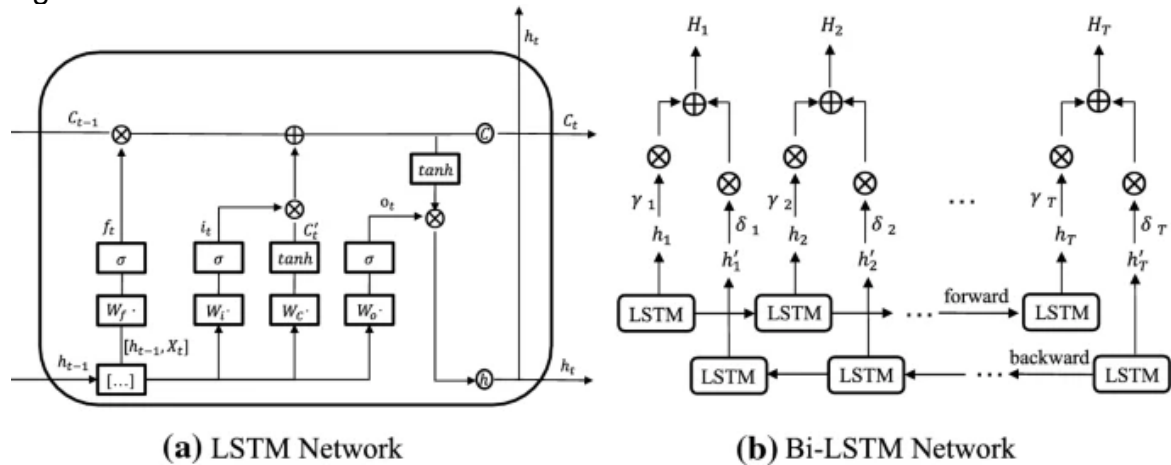 h_t
C_{t-1}
C
C_t
tanh
o_t
f_t
i_t
C'_t
σ
σ
tanh
σ
W_f ·
W_i ·
W_C ·
W_o ·
[h_{t-1}, X_t]
h_{t-1}
[...]
h
h_t
(a) LSTM Network
H_1
H_2
H_T
γ_1
δ_1
γ_2
δ_2
...
γ_T
δ_T
h_1
h'_1
h_2
h'_2
h_T
h'_T
LSTM
LSTM
...
forward
LSTM
LSTM
LSTM
...
backward
LSTM
(b) Bi-LSTM Network